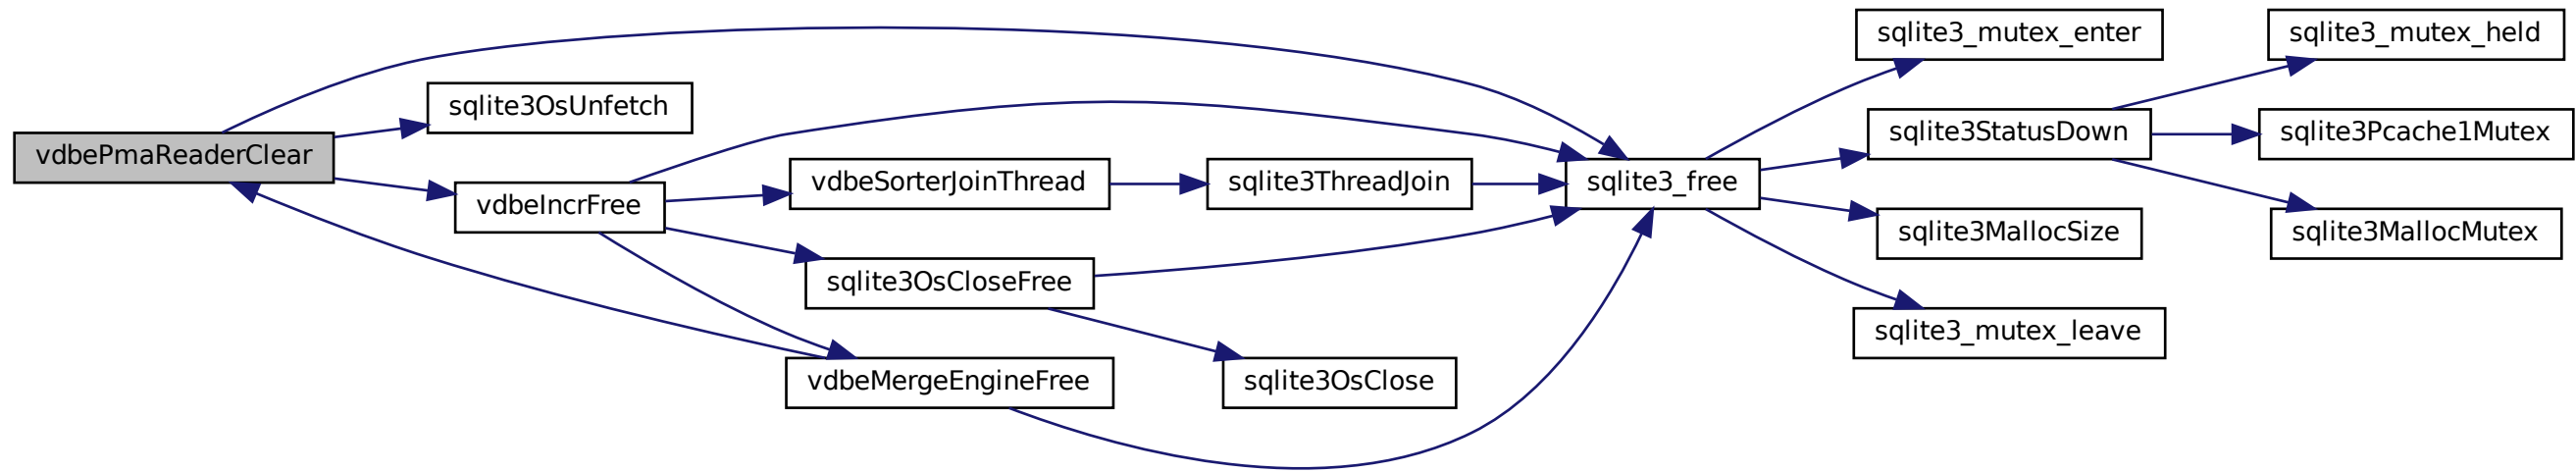 vdbePmaReaderClear
sqlite3OsUnfetch
vdbeIncrFree
vdbeSorterJoinThread
sqlite3OsCloseFree
vdbeMergeEngineFree
sqlite3ThreadJoin
sqlite3OsClose
sqlite3_free
sqlite3_mutex_enter
sqlite3StatusDown
sqlite3MallocSize
sqlite3_mutex_leave
sqlite3_mutex_held
sqlite3Pcache1Mutex
sqlite3MallocMutex